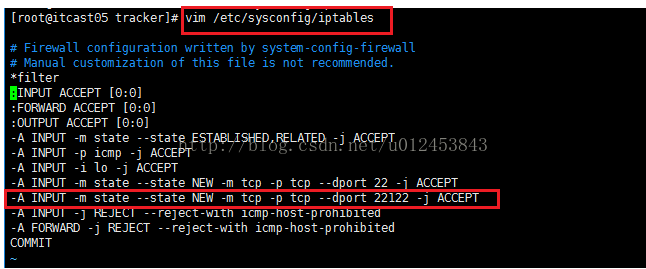 [root@itcast05 tracker]# vim /etc/sysconfig/iptables
# Firewall configuration written by system-config-firewall
# Manual customization of this file is not recommended.
*filter
:INPUT ACCEPT [0:0]
:FORWARD ACCEPT [0:0]
:OUTPUT ACCEPT [0:0]
-A INPUT -m state --state ESTABLISHED,RELATED -j ACCEPT
http://blog.csdn.net/u012453843
-A INPUT -p icmp -j ACCEPT
-A INPUT -i lo -j ACCEPT
-A INPUT -m state --state NEW -m tcp -p tcp --dport 22 -j ACCEPT
-A INPUT -m state --state NEW -m tcp -p tcp --dport 22122 -j ACCEPT
-A INPUT -j REJECT --reject-with icmp-host-prohibited
-A FORWARD -j REJECT --reject-with icmp-host-prohibited
COMMIT
~